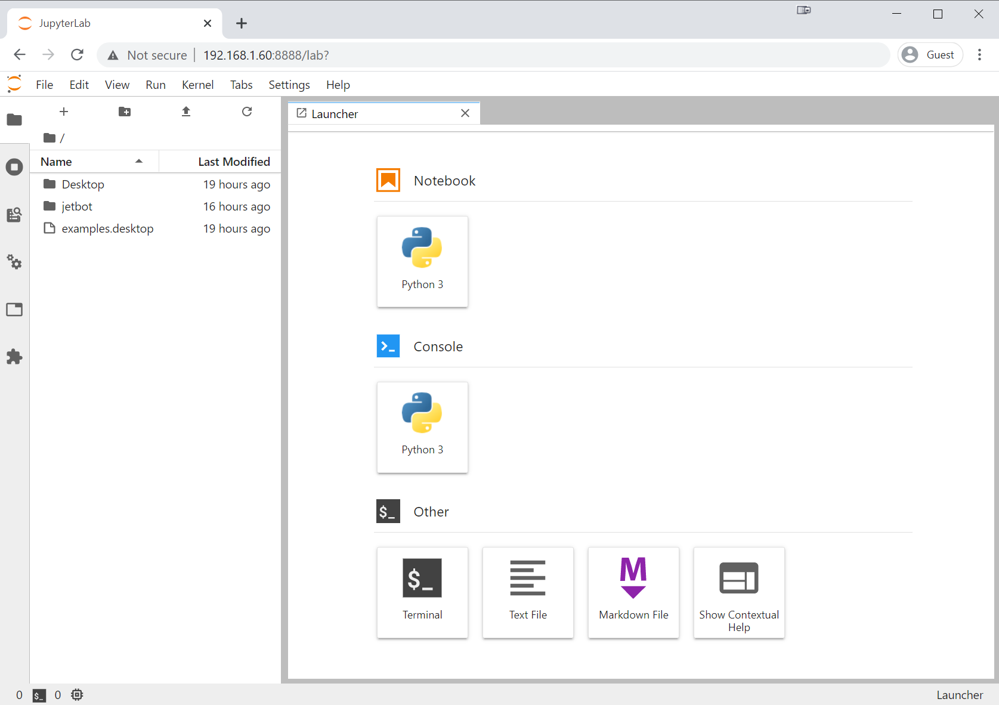 JupyterLab
Not secure 192.168.1.60:8888/lab? Guest
File Edit View Run Kernel Tabs Settings Help
Launcher
/
Name Last Modified
Desktop 19 hours ago
jetbot 16 hours ago
examples.desktop 19 hours ago
Notebook
Python 3
Console
Python 3
$_ Other
$_
Terminal
Text File
M
Markdown File
Show Contextual
Help
0 $_ 0 Launcher